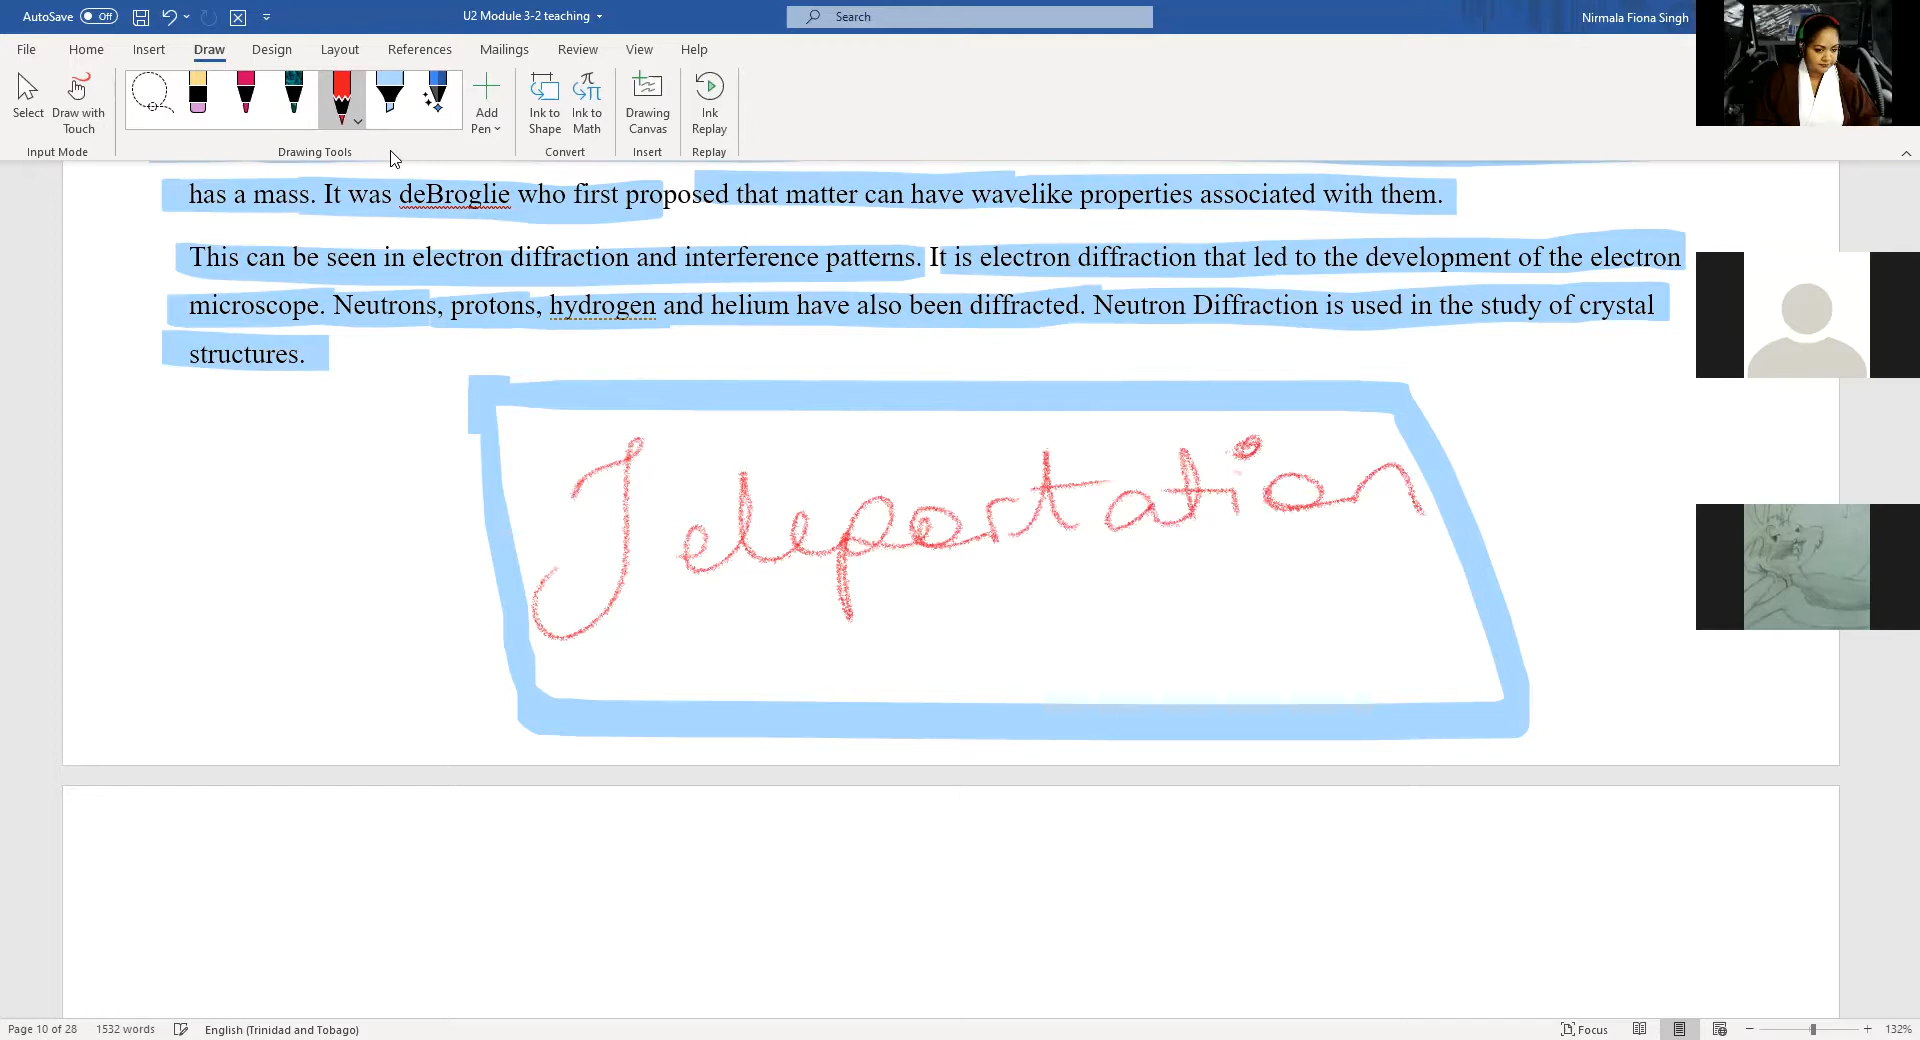 AutoSave Off U2 Module 3-2 teaching Search Nirmala Fiona Singh
File Home Insert Draw Design Layout References Mailings Review View Help
Select Draw with Touch Add Pen Ink to Shape Ink to Math Drawing Canvas Ink Replay
Input Mode Drawing Tools Convert Insert Replay
has a mass. It was deBroglie who first proposed that matter can have wavelike properties associated with them.
This can be seen in electron diffraction and interference patterns. It is electron diffraction that led to the development of the electron
microscope. Neutrons, protons, hydrogen and helium have also been diffracted. Neutron Diffraction is used in the study of crystal
structures.
Teleportation
Page 10 of 28 1532 words English (Trinidad and Tobago) Focus 132%